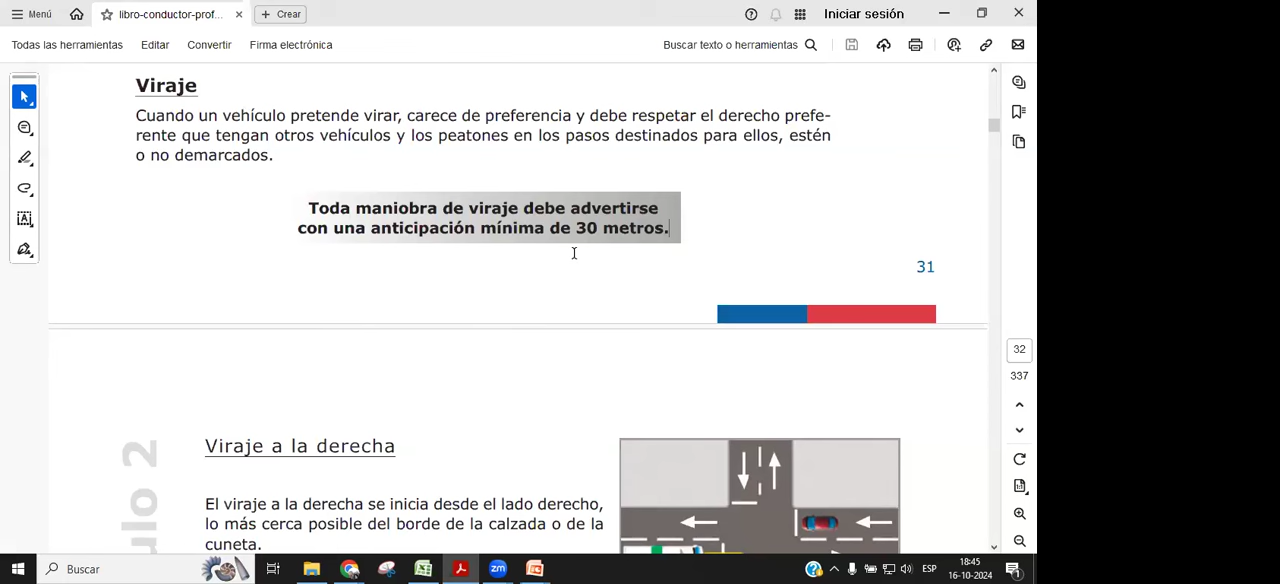 Menú
libro-conductor-prof...
Crear
Iniciar sesión
Todas las herramientas
Editar
Convertir
Firma electrónica
Buscar texto o herramientas
Viraje
Cuando un vehículo pretende virar, carece de preferencia y debe respetar el derecho prefe-
rente que tengan otros vehículos y los peatones en los pasos destinados para ellos, estén
o no demarcados.
Toda maniobra de viraje debe advertirse
con una anticipación mínima de 30 metros.
31
32
337
ulo 2
Viraje a la derecha
El viraje a la derecha se inicia desde el lado derecho,
lo más cerca posible del borde de la calzada o de la
cuneta.
Buscar
zm
ESP
18:45
16-10-2024
1